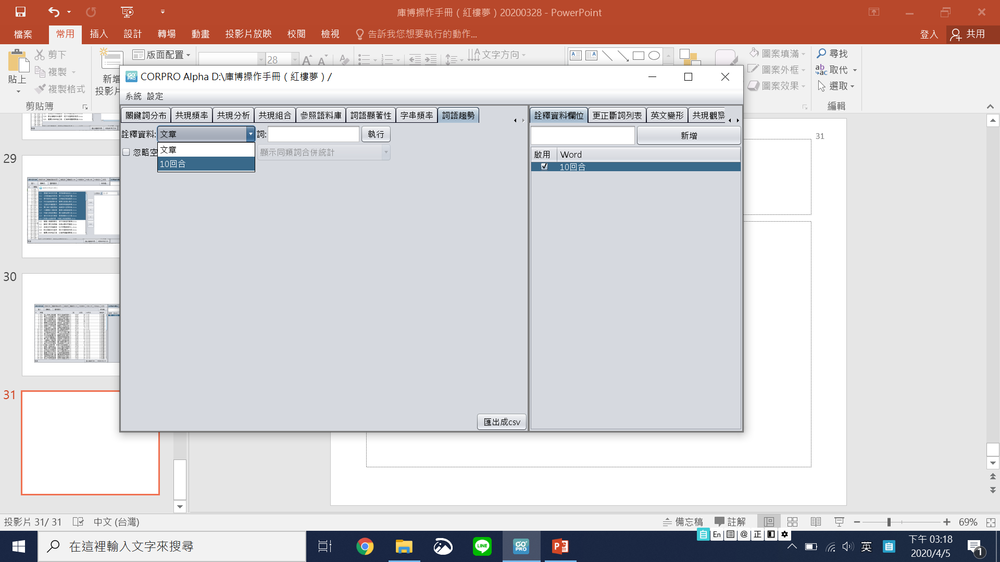 庫博操作手冊（紅樓夢）20200328 - PowerPoint
檔案 常用 插入 設計 轉場 動畫 投影片放映 校閱 檢視 告訴我您想要執行的動作... 登入 共用
貼上
剪下
複製
複製格式
剪貼簿
新增
投影片
版面配置
28
文字方向
圖案填滿
圖案外框
圖案效果
尋找
取代
選取
編輯
CORPRO Alpha D:\庫博操作手冊（紅樓夢）/
系統 設定
關鍵詞分布 共現頻率 共現分析 共現組合 參照語料庫 詞語顯著性 字串頻率 詞語趨勢
詮釋資料: 文章 詞: 執行
忽略空 顯示同類詞合併統計
文章
10回合
匯出成csv
詮釋資料欄位 更正斷詞列表 英文變形 共現觀察
新增
啟用 Word
10回合
29
30
31
31
投影片 31/ 31 中文 (台灣)
備忘稿 註解 69%
自 En @ 正
在這裡輸入文字來搜尋
GO PRO
LINE
英 自
下午 03:18
2020/4/5
1